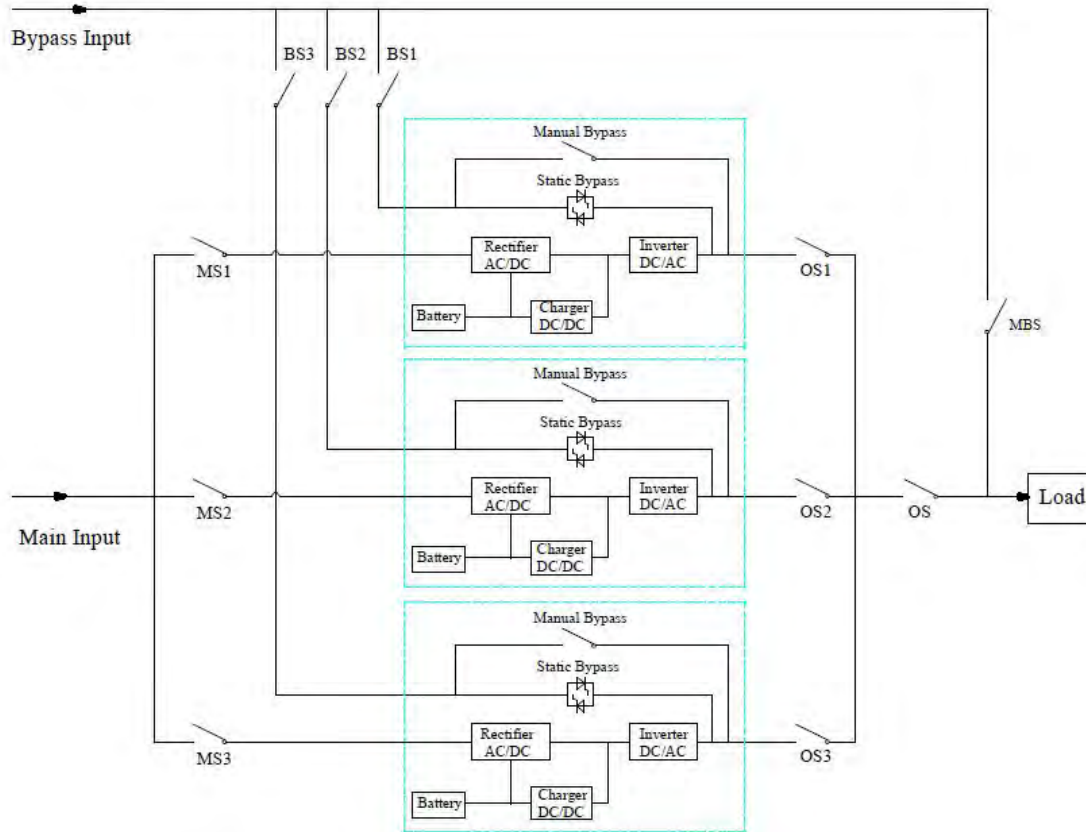 Bypass Input
BS3
BS2
BS1
Manual Bypass
Static Bypass
Rectifier
AC/DC
Inverter
DC/AC
MS1
OS1
Battery
Charger
DC/DC
MBS
Manual Bypass
Static Bypass
Rectifier
AC/DC
Inverter
DC/AC
Main Input
MS2
OS2
OS
Load
Battery
Charger
DC/DC
Manual Bypass
Static Bypass
Rectifier
AC/DC
Inverter
DC/AC
MS3
OS3
Battery
Charger
DC/DC